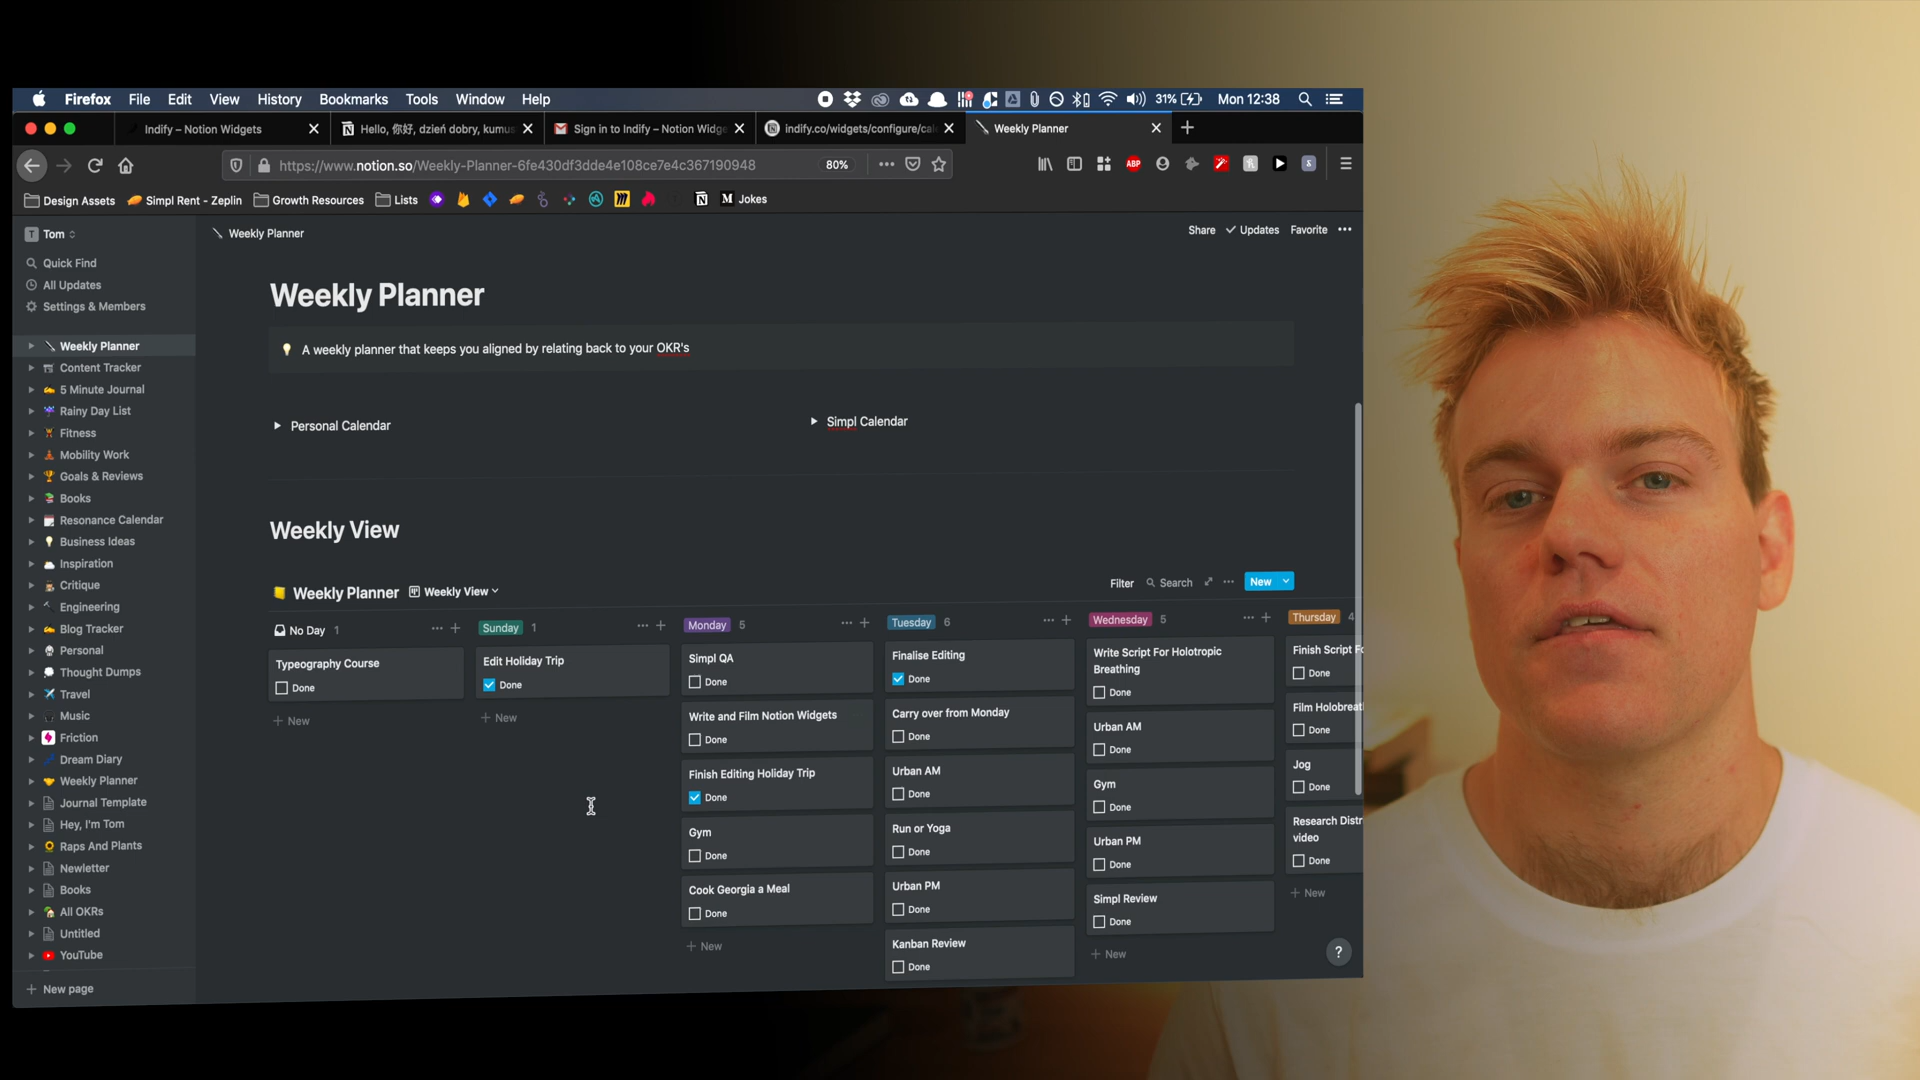 Firefox File Edit View History Bookmarks Tools Window Help
31% Mon 12:38
Indify – Notion Widgets
Hello, 你好, dzień dobry, kumus
Sign in to Indify – Notion Widge
indify.co/widgets/configure/cal
Weekly Planner
https://www.notion.so/Weekly-Planner-6fe430df3dde4e108ce7e4c367190948
80%
ABP
Design Assets
Simpl Rent - Zeplin
Growth Resources
Lists
M Jokes
T Tom
Weekly Planner
Share Updates Favorite
Quick Find
All Updates
Settings & Members
Weekly Planner
Content Tracker
5 Minute Journal
Rainy Day List
Fitness
Mobility Work
Goals & Reviews
Books
Resonance Calendar
Business Ideas
Inspiration
Critique
Engineering
Blog Tracker
Personal
Thought Dumps
Travel
Music
Friction
Dream Diary
Weekly Planner
Journal Template
Hey, I'm Tom
Raps And Plants
Newletter
Books
All OKRs
Untitled
YouTube
New page
Weekly Planner
A weekly planner that keeps you aligned by relating back to your OKR's
Personal Calendar
Simpl Calendar
Weekly View
Weekly Planner Weekly View
Filter Search New
No Day 1
Typeography Course
Done
+ New
Sunday 1
Edit Holiday Trip
Done
+ New
Monday 5
Simpl QA
Done
Write and Film Notion Widgets
Done
Finish Editing Holiday Trip
Done
Gym
Done
Cook Georgia a Meal
Done
+ New
Tuesday 6
Finalise Editing
Done
Carry over from Monday
Done
Urban AM
Done
Run or Yoga
Done
Urban PM
Done
Kanban Review
Done
Wednesday 5
Write Script For Holotropic
Breathing
Done
Urban AM
Done
Gym
Done
Urban PM
Done
Simpl Review
Done
+ New
Thursday 4
Finish Script Fo
Done
Film Holobreat
Done
Jog
Done
Research Distr
video
Done
+ New
?